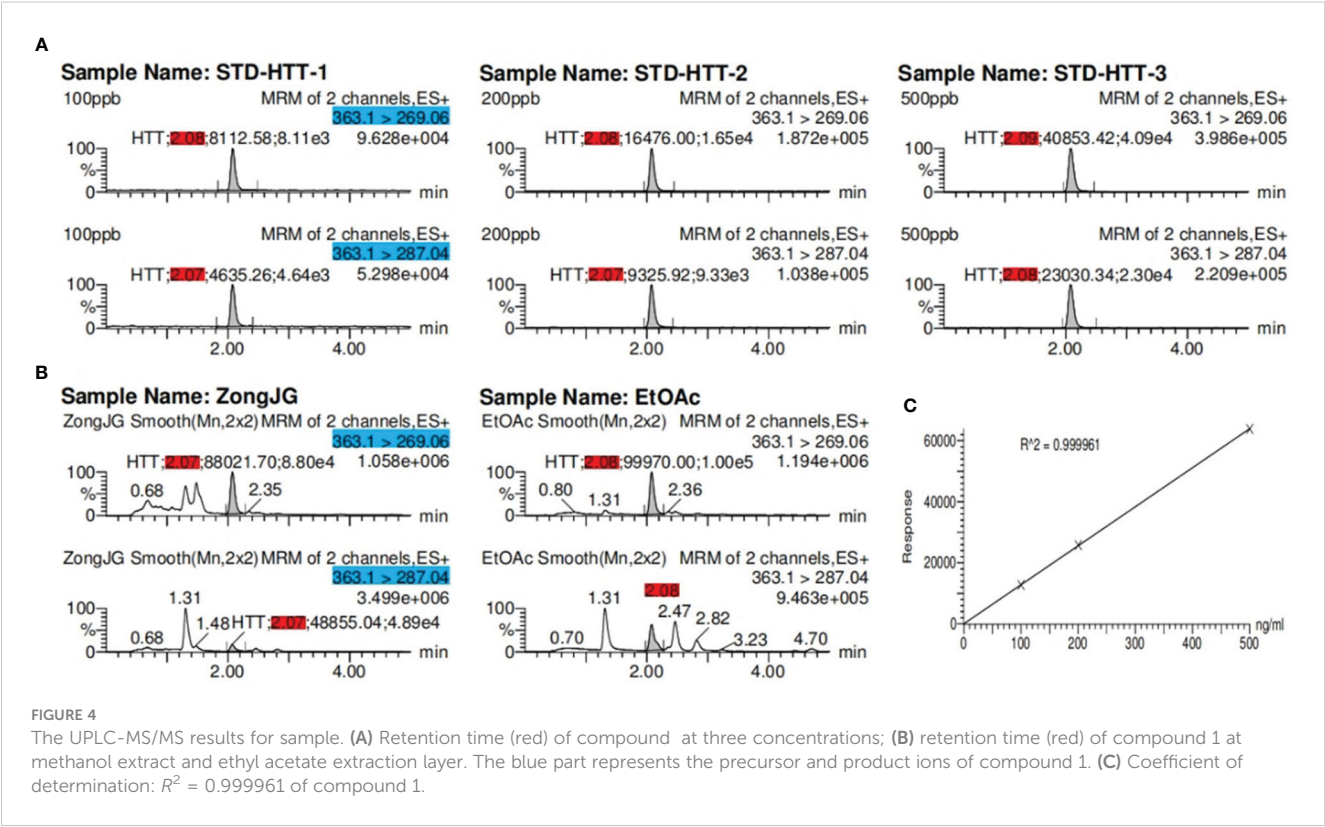 A
Sample Name: STD-HTT-1
100ppb MRM of 2 channels,ES+
363.1 > 269.06
HTT;2.08;8112.58;8.11e3 9.628e+004
100
%
0
min
100ppb MRM of 2 channels,ES+
363.1 > 287.04
HTT;2.07;4635.26;4.64e3 5.298e+004
100
%
0
min
2.00 4.00
Sample Name: STD-HTT-2
200ppb MRM of 2 channels,ES+
363.1 > 269.06
HTT;2.08;16476.00;1.65e4 1.872e+005
100
%
0
min
200ppb MRM of 2 channels,ES+
363.1 > 287.04
HTT;2.07;9325.92;9.33e3 1.038e+005
100
%
0
min
2.00 4.00
Sample Name: STD-HTT-3
500ppb MRM of 2 channels,ES+
363.1 > 269.06
HTT;2.09;40853.42;4.09e4 3.986e+005
100
%
0
min
500ppb MRM of 2 channels,ES+
363.1 > 287.04
HTT;2.08;23030.34;2.30e4 2.209e+005
100
%
0
min
2.00 4.00
B
Sample Name: ZongJG
ZongJG Smooth(Mn,2x2) MRM of 2 channels,ES+
363.1 > 269.06
HTT;2.07;88021.70;8.80e4 1.058e+006
100
0.68 2.35
%
0
min
ZongJG Smooth(Mn,2x2) MRM of 2 channels,ES+
363.1 > 287.04
3.499e+006
1.31
100
1.48 HTT;2.07;48855.04;4.89e4
0.68
%
0
min
2.00 4.00
Sample Name: EtOAc
EtOAc Smooth(Mn,2x2) MRM of 2 channels,ES+
363.1 > 269.06
HTT;2.08;99970.00;1.00e5 1.194e+006
100
0.80 1.31 2.36
%
0
min
EtOAc Smooth(Mn,2x2) MRM of 2 channels,ES+
363.1 > 287.04
2.08 9.463e+005
1.31
100
2.47 2.82
0.70 3.23 4.70
%
0
min
2.00 4.00
C
R^2 = 0.999961
Response
60000
40000
20000
0
0 100 200 300 400 500
ng/ml
FIGURE 4
The UPLC-MS/MS results for sample. (A) Retention time (red) of compound at three concentrations; (B) retention time (red) of compound 1 at
methanol extract and ethyl acetate extraction layer. The blue part represents the precursor and product ions of compound 1. (C) Coefficient of
determination: R² = 0.999961 of compound 1.